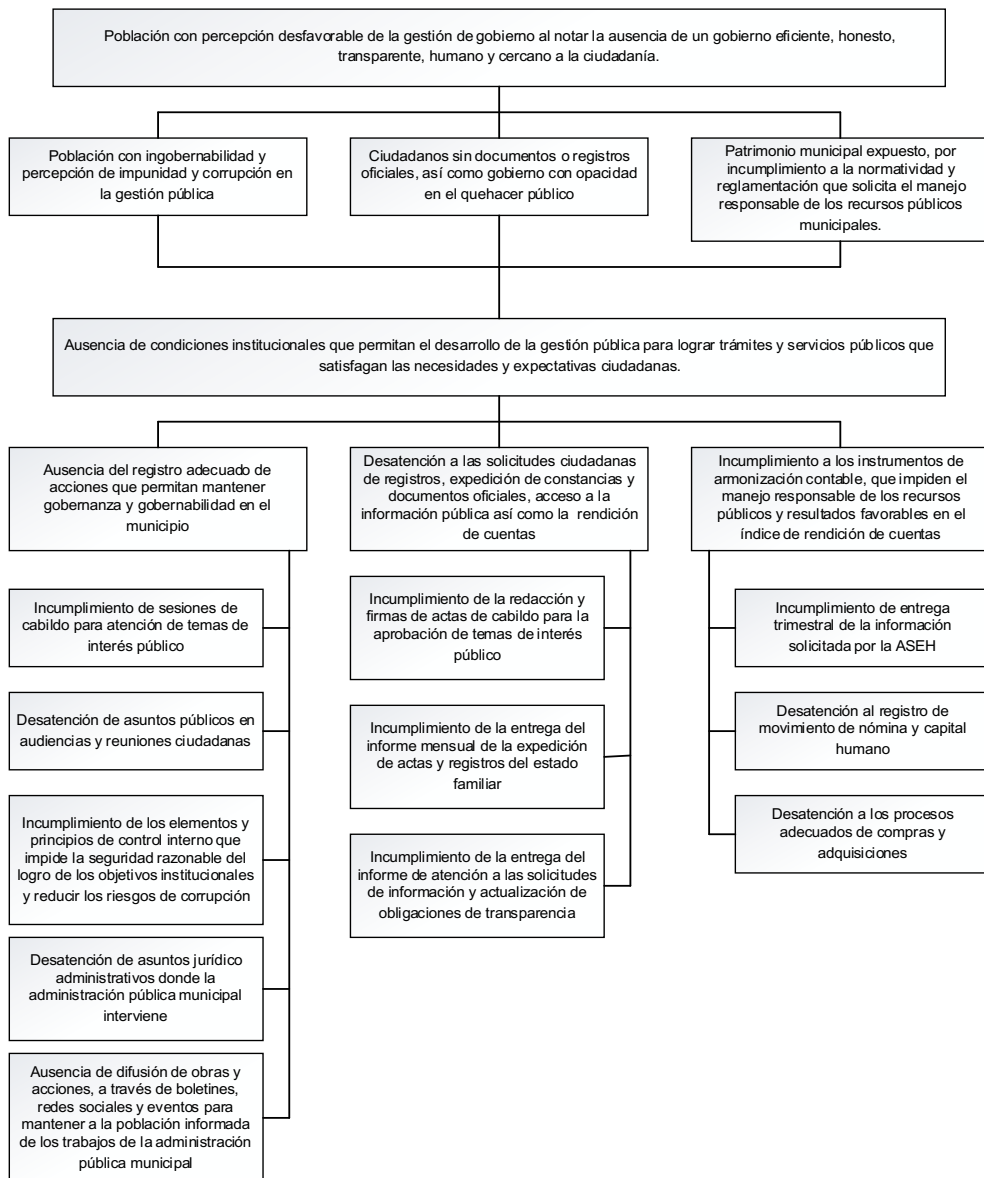 Población con percepción desfavorable de la gestión de gobierno al notar la ausencia de un gobierno eficiente, honesto,
transparente, humano y cercano a la ciudadanía.
Población con ingobernabilidad y
percepción de impunidad y corrupción en
la gestión pública
Ciudadanos sin documentos o registros
oficiales, así como gobierno con opacidad
en el quehacer público
Patrimonio municipal expuesto, por
incumplimiento a la normatividad y
reglamentación que solicita el manejo
responsable de los recursos públicos
municipales.
Ausencia de condiciones institucionales que permitan el desarrollo de la gestión pública para lograr trámites y servicios públicos que
satisfagan las necesidades y expectativas ciudadanas.
Ausencia del registro adecuado de
acciones que permitan mantener
gobernanza y gobernabilidad en el
municipio
Desatención a las solicitudes ciudadanas
de registros, expedición de constancias y
documentos oficiales, acceso a la
información pública así como la rendición
de cuentas
Incumplimiento a los instrumentos de
armonización contable, que impiden el
manejo responsable de los recursos
públicos y resultados favorables en el
índice de rendición de cuentas
Incumplimiento de sesiones de
cabildo para atención de temas de
interés público
Desatención de asuntos públicos en
audiencias y reuniones ciudadanas
Incumplimiento de los elementos y
principios de control interno que
impide la seguridad razonable del
logro de los objetivos institucionales
y reducir los riesgos de corrupción
Desatención de asuntos jurídico
administrativos donde la
administración pública municipal
interviene
Ausencia de difusión de obras y
acciones, a través de boletines,
redes sociales y eventos para
mantener a la población informada
de los trabajos de la administración
pública municipal
Incumplimiento de la redacción y
firmas de actas de cabildo para la
aprobación de temas de interés
público
Incumplimiento de la entrega del
informe mensual de la expedición
de actas y registros del estado
familiar
Incumplimiento de la entrega del
informe de atención a las solicitudes
de información y actualización de
obligaciones de transparencia
Incumplimiento de entrega
trimestral de la información
solicitada por la ASEH
Desatención al registro de
movimiento de nómina y capital
humano
Desatención a los procesos
adecuados de compras y
adquisiciones